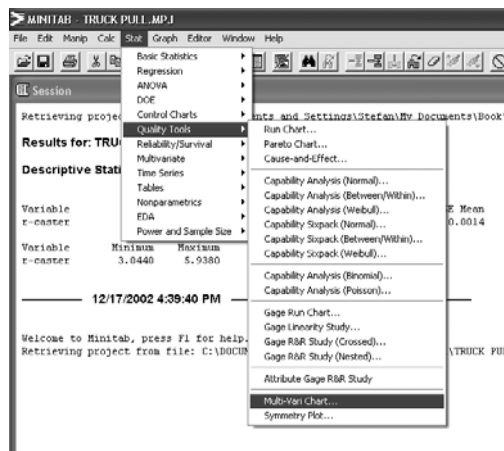 MINITAB - TRUCK PULL.MPJ
File Edit Manip Calc Stat Graph Editor Window Help
Session
Basic Statistics
Regression
ANOVA
DOE
Control Charts
Quality Tools
Reliability/Survival
Multivariate
Time Series
Tables
Nonparametrics
EDA
Power and Sample Size
Run Chart...
Pareto Chart...
Cause-and-Effect...
Capability Analysis (Normal)...
Capability Analysis (Between/Within)...
Capability Analysis (Weibull)...
Capability Sixpack (Normal)...
Capability Sixpack (Between/Within)...
Capability Sixpack (Weibull)...
Capability Analysis (Binomial)...
Capability Analysis (Poisson)...
Gage Run Chart...
Gage Linearity Study...
Gage R&R Study (Crossed)...
Gage R&R Study (Nested)...
Attribute Gage R&R Study
Multi-Vari Chart...
Symmetry Plot...
Retrieving projec nts and Settings\Stefan\My Documents\Book
Results for: TRU
Descriptive Stati
Variable E Mean
r-caster 0.0014
Variable Minimum Maximum
r-caster 3.0440 5.9380
12/17/2002 4:39:40 PM
Welcome to Minitab, press F1 for help.
Retrieving project from file: C:\DOCUM \TRUCK PU